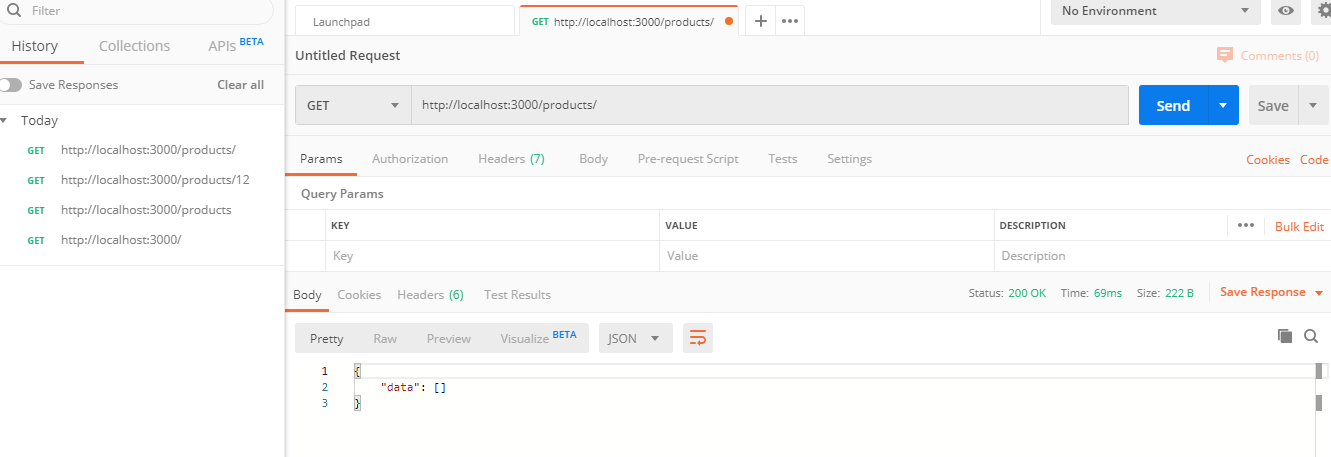 Filter
Launchpad
GET http://localhost:3000/products/
No Environment
History Collections APIs BETA
Untitled Request
Comments (0)
Save Responses Clear all
GET http://localhost:3000/products/ Send Save
Today
GET http://localhost:3000/products/
GET http://localhost:3000/products/12
GET http://localhost:3000/products
GET http://localhost:3000/
Params Authorization Headers (7) Body Pre-request Script Tests Settings Cookies Code
Query Params
KEY VALUE DESCRIPTION Bulk Edit
Key Value Description
Body Cookies Headers (6) Test Results Status: 200 OK Time: 69ms Size: 222 B Save Response
Pretty Raw Preview Visualize BETA JSON
1 {
2 "data": []
3 }